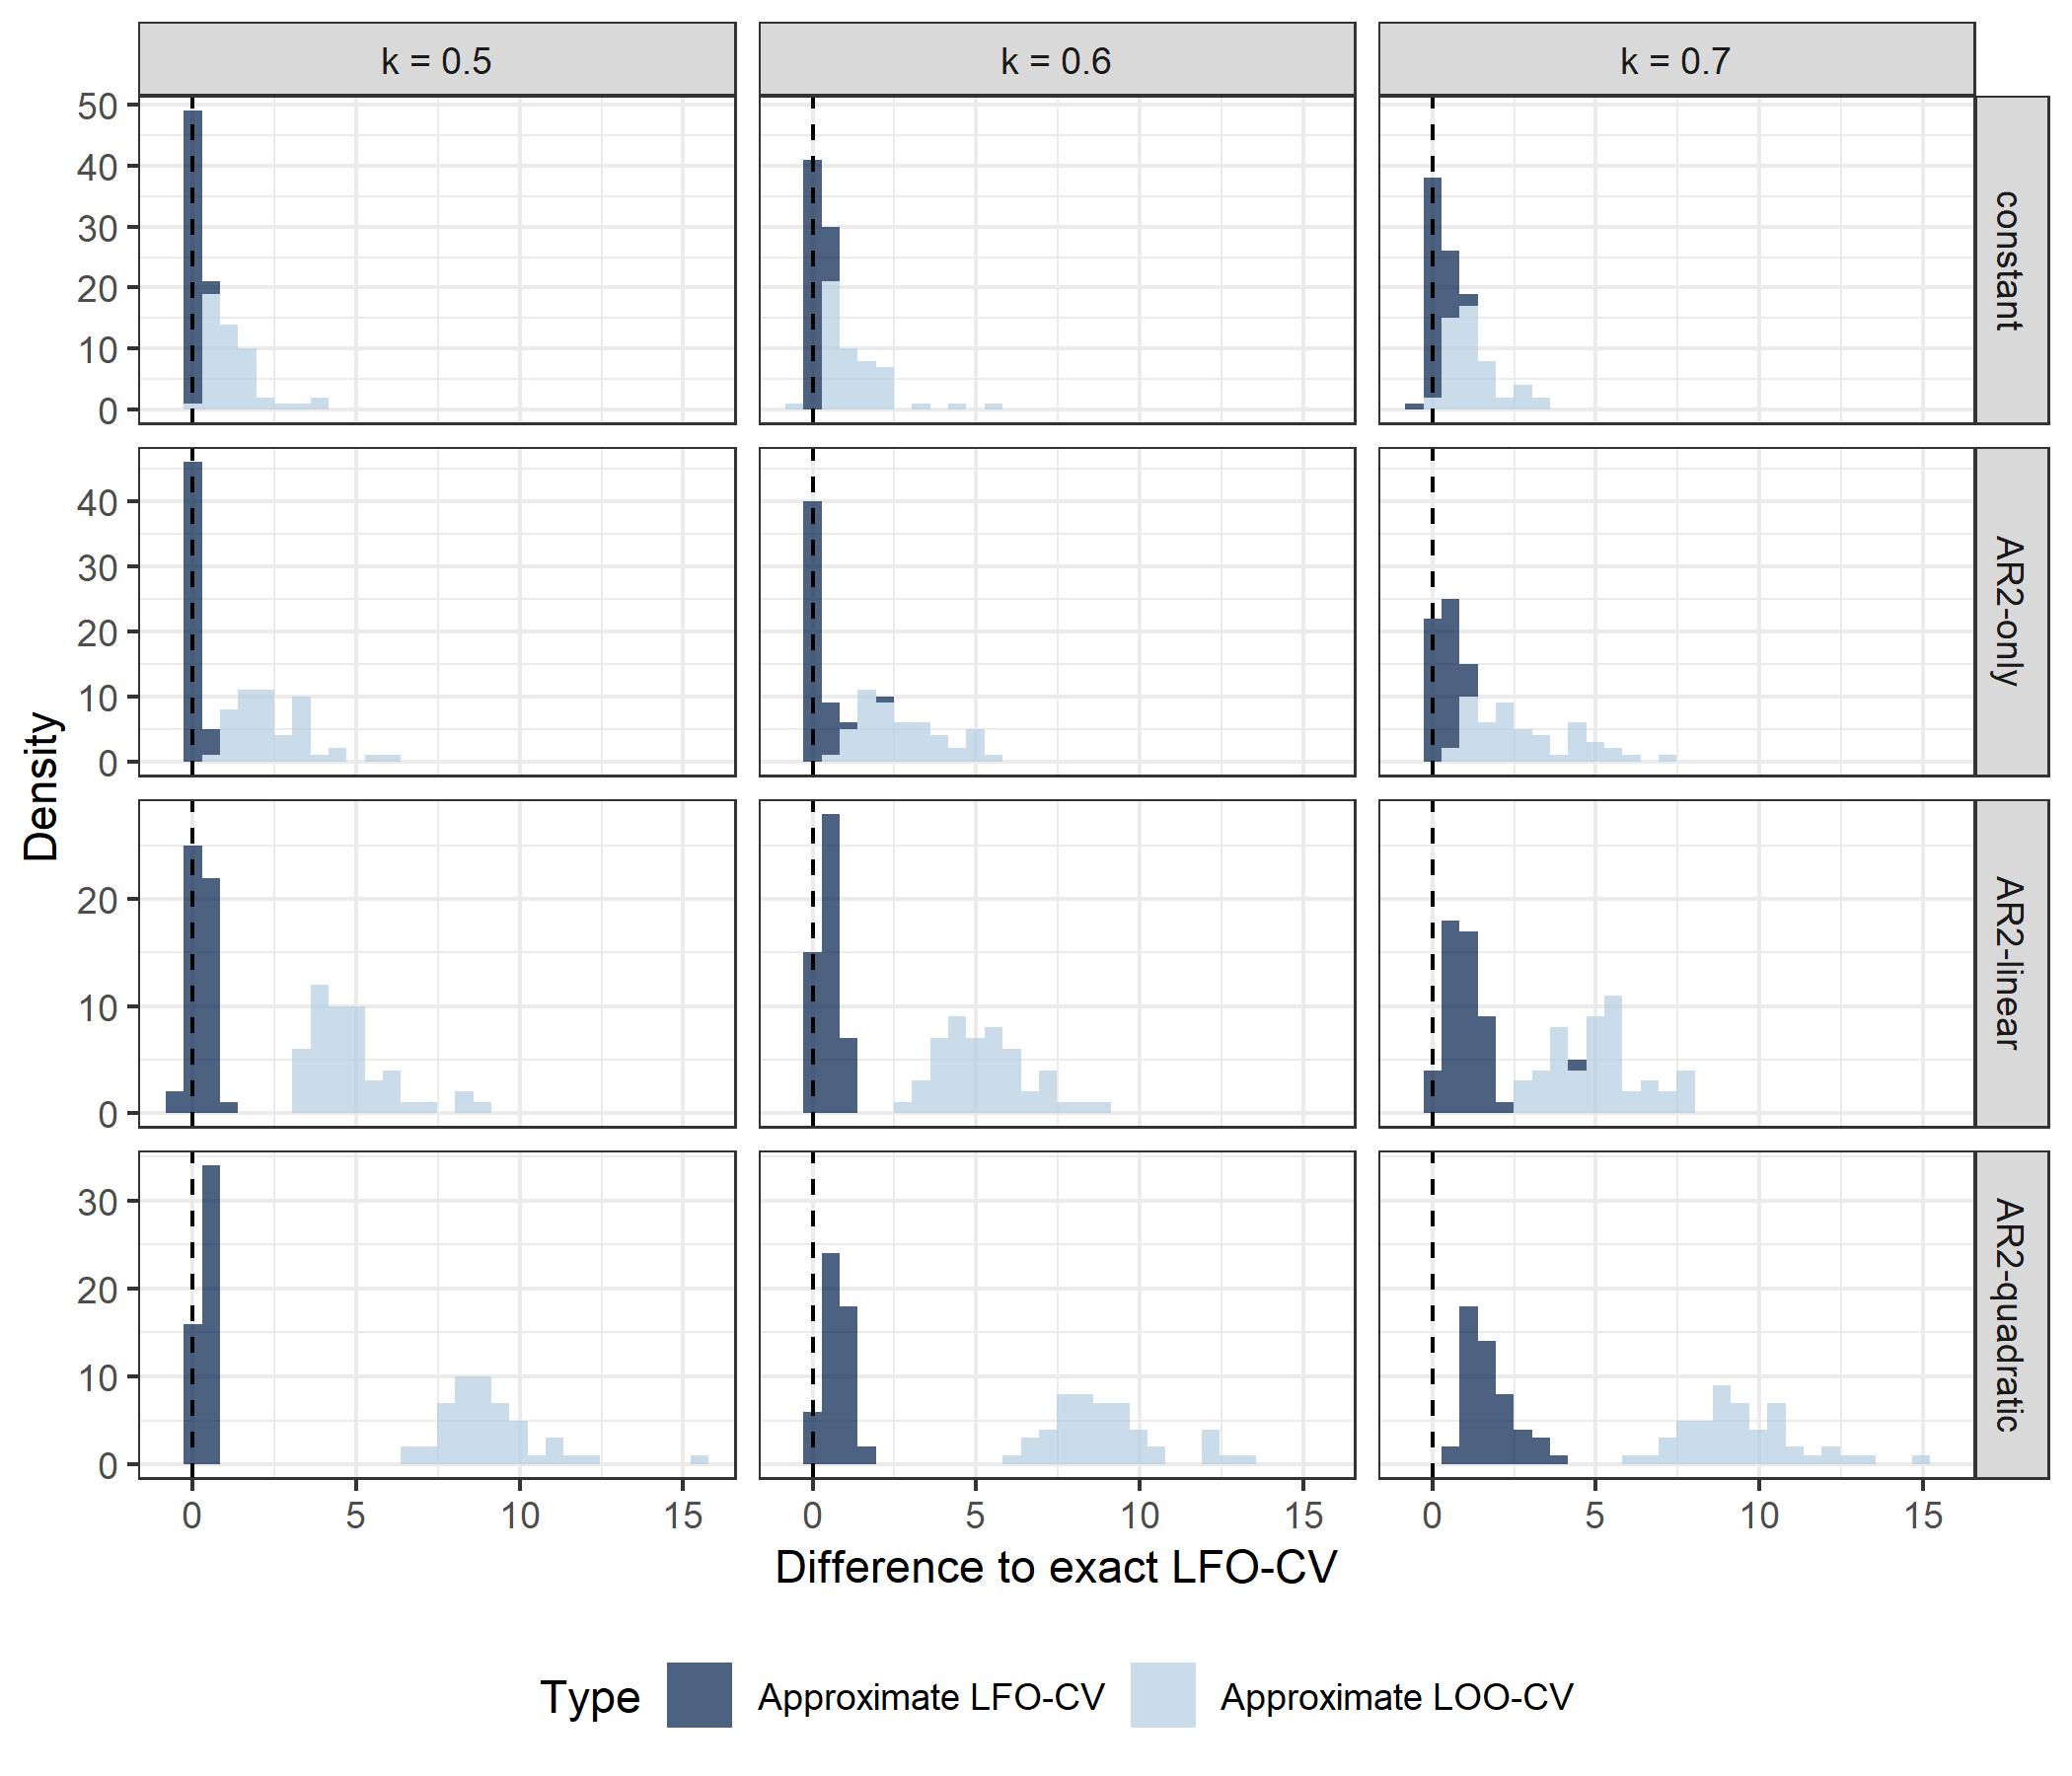 k = 0.5
k = 0.6
k = 0.7
50
40
30
20
10
0
constant
40
30
20
10
0
AR2-only
20
10
0
AR2-linear
30
20
10
0
AR2-quadratic
Density
0 5 10 15
0 5 10 15
0 5 10 15
Difference to exact LFO-CV
Type Approximate LFO-CV Approximate LOO-CV